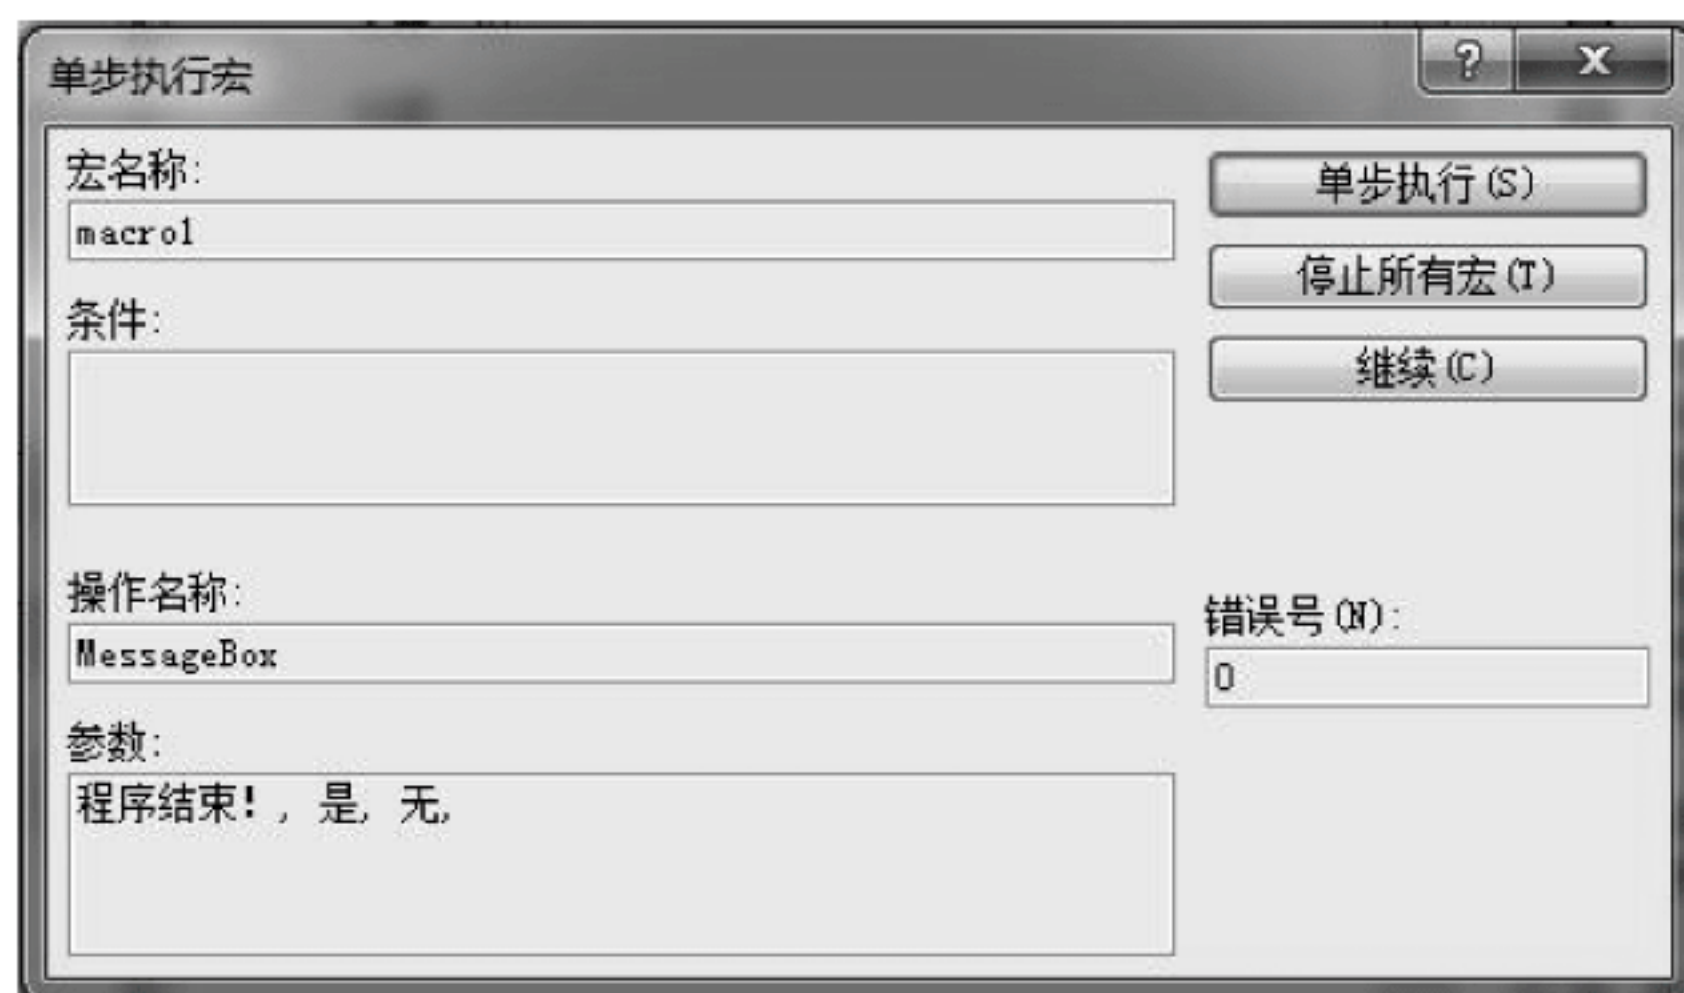 单步执行宏
宏名称:
macro1
条件:
操作名称:
MessageBox
参数:
程序结束!, 是, 无,
单步执行(S)
停止所有宏(T)
继续(C)
错误号(N):
0